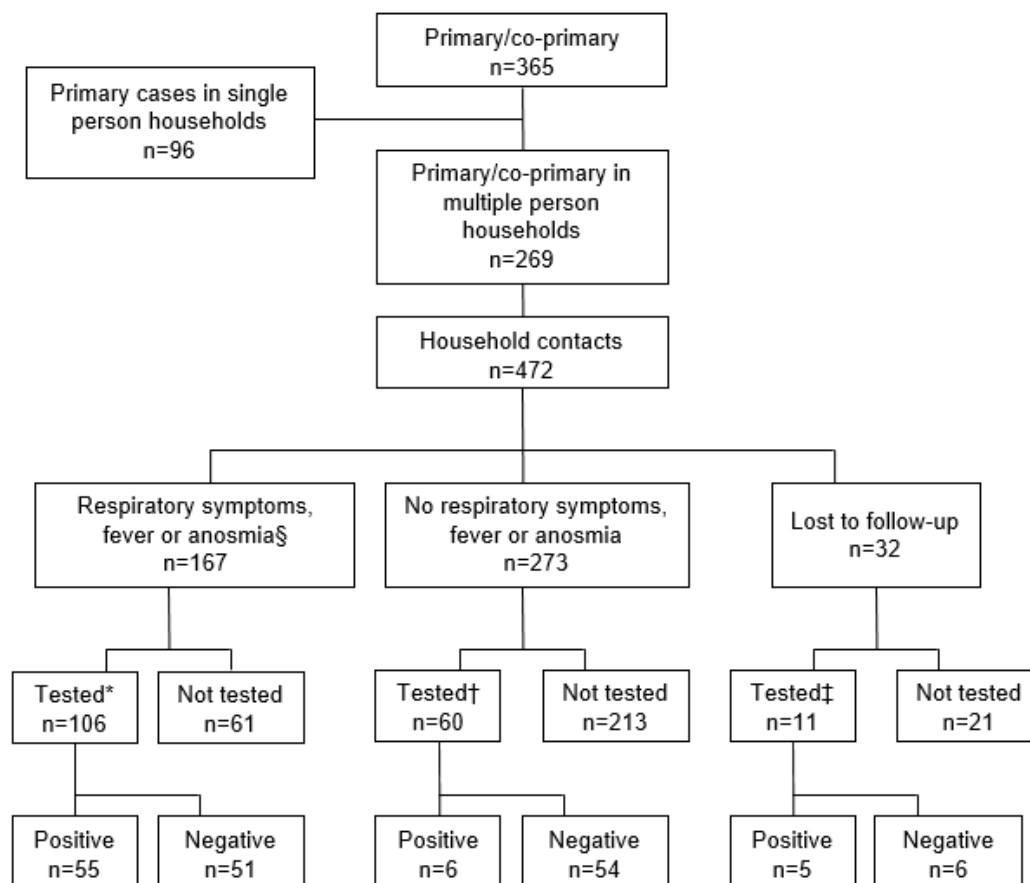 Primary/co-primary
n=365
Primary cases in single
person households
n=96
Primary/co-primary in
multiple person
households
n=269
Household contacts
n=472
Respiratory symptoms,
fever or anosmia§
n=167
No respiratory symptoms,
fever or anosmia
n=273
Lost to follow-up
n=32
Tested*
n=106
Not tested
n=61
Tested†
n=60
Not tested
n=213
Tested‡
n=11
Not tested
n=21
Positive
n=55
Negative
n=51
Positive
n=6
Negative
n=54
Positive
n=5
Negative
n=6